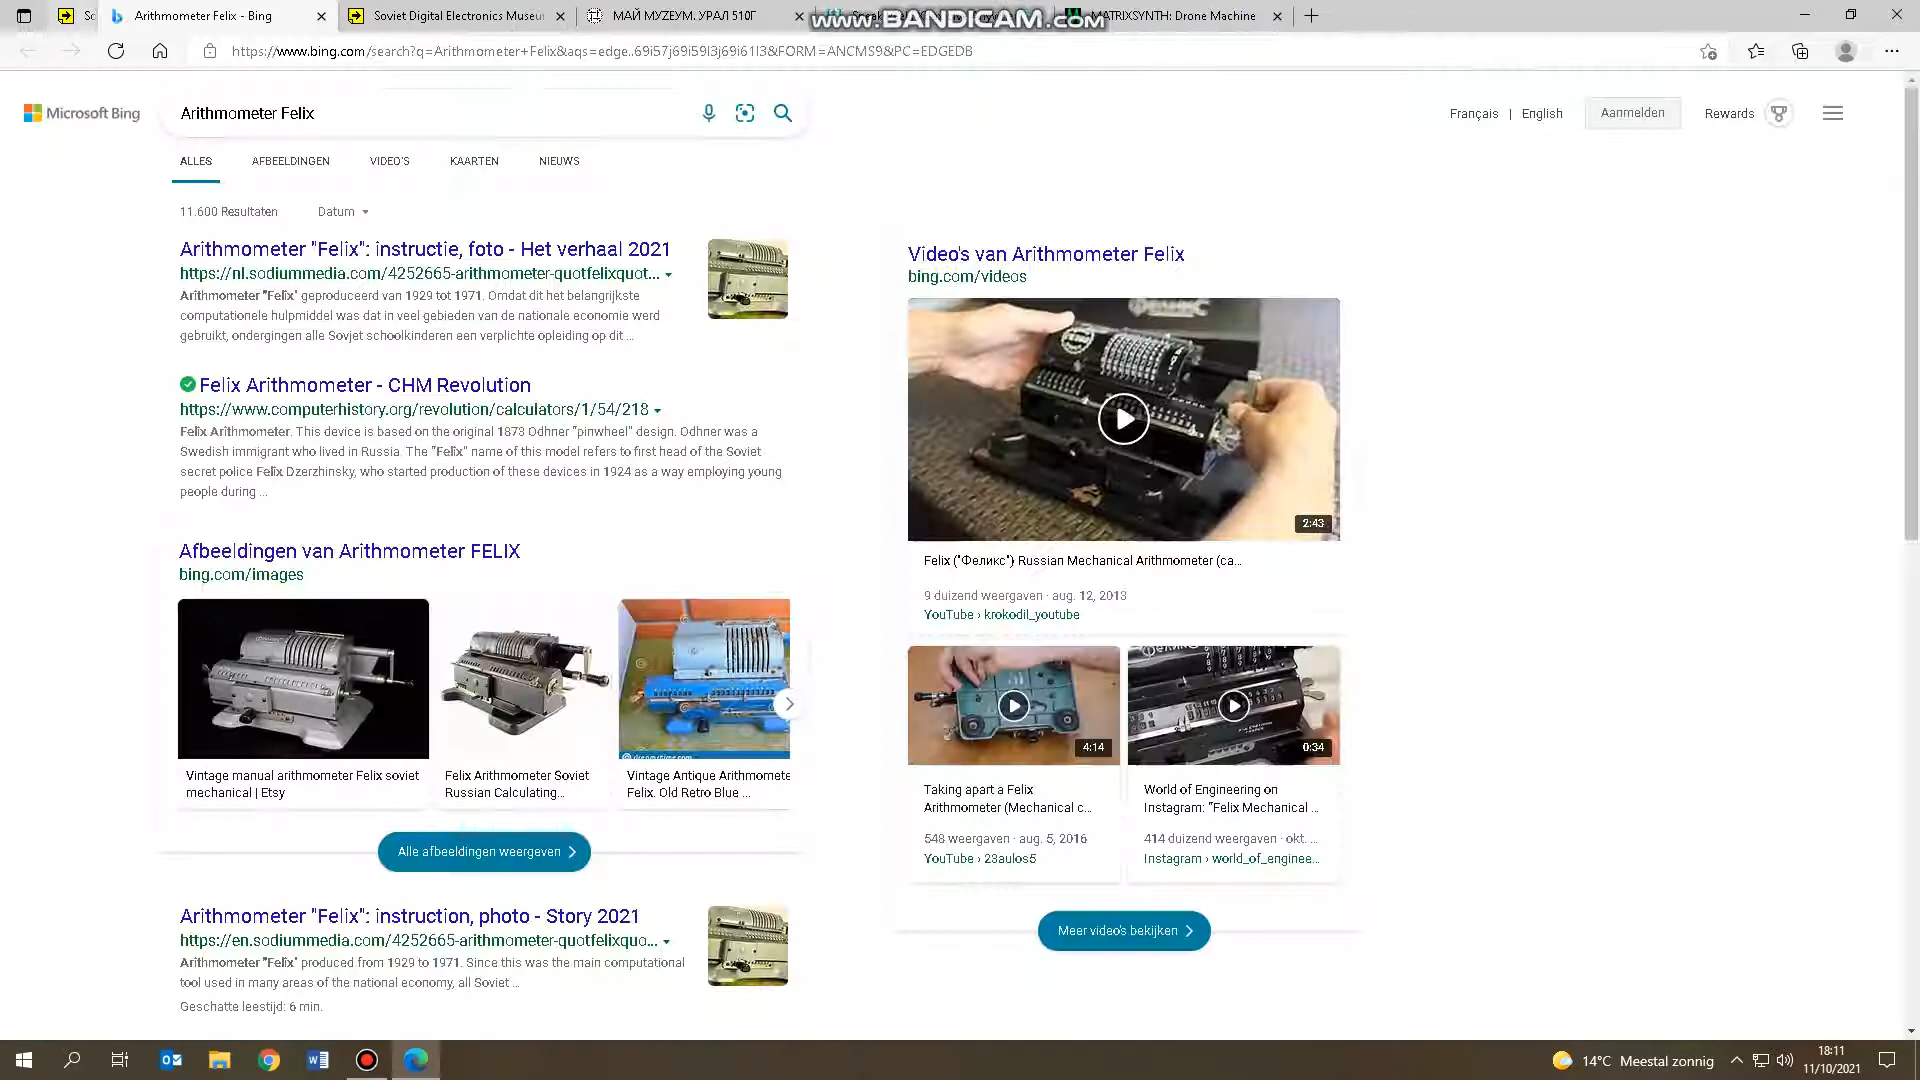 Arithmometer Felix - Bing
Soviet Digital Electronics Museu
МАЙ МУZЕУМ. УРАЛ 510Г
MATRIXSYNTH: Drone Machine
www.BANDICAM.com
https://www.bing.com/search?q=Arithmometer+Felix&aqs=edge..69i57j69i59l3j69i61l3&FORM=ANCMS9&PC=EDGEDB
Microsoft Bing
Arithmometer Felix
Français | English
Aanmelden
Rewards
ALLES
AFBEELDINGEN
VIDEO'S
KAARTEN
NIEUWS
11.600 Resultaten
Datum
Arithmometer "Felix": instructie, foto - Het verhaal 2021
https://nl.sodiummedia.com/4252665-arithmometer-quotfelixquot...
Arithmometer "Felix" geproduceerd van 1929 tot 1971. Omdat dit het belangrijkste
computationele hulpmiddel was dat in veel gebieden van de nationale economie werd
gebruikt, ondergingen alle Sovjet schoolkinderen een verplichte opleiding op dit ...
Felix Arithmometer - CHM Revolution
https://www.computerhistory.org/revolution/calculators/1/54/218
Felix Arithmometer. This device is based on the original 1873 Odhner "pinwheel" design. Odhner was a
Swedish immigrant who lived in Russia. The "Felix" name of this model refers to first head of the Soviet
secret police Felix Dzerzhinsky, who started production of these devices in 1924 as a way employing young
people during ...
Afbeeldingen van Arithmometer FELIX
bing.com/images
Vintage manual arithmometer Felix soviet
mechanical | Etsy
Felix Arithmometer Soviet
Russian Calculating...
dreamstime.com
Vintage Antique Arithmomete
Felix. Old Retro Blue ...
Alle afbeeldingen weergeven
Arithmometer "Felix": instruction, photo - Story 2021
https://en.sodiummedia.com/4252665-arithmometer-quotfelixquo...
Arithmometer "Felix" produced from 1929 to 1971. Since this was the main computational
tool used in many areas of the national economy, all Soviet ...
Geschatte leestijd: 6 min.
Video's van Arithmometer Felix
bing.com/videos
2:43
Felix ("Феликс") Russian Mechanical Arithmometer (ca...
9 duizend weergaven · aug. 12, 2013
YouTube › krokodil_youtube
4:14
Taking apart a Felix
Arithmometer (Mechanical c...
548 weergaven · aug. 5, 2016
YouTube › 23aulos5
0:34
World of Engineering on
Instagram: "Felix Mechanical ...
414 duizend weergaven · okt. ...
Instagram › world_of_enginee...
Meer video's bekijken
14°C Meestal zonnig
18:11
11/10/2021